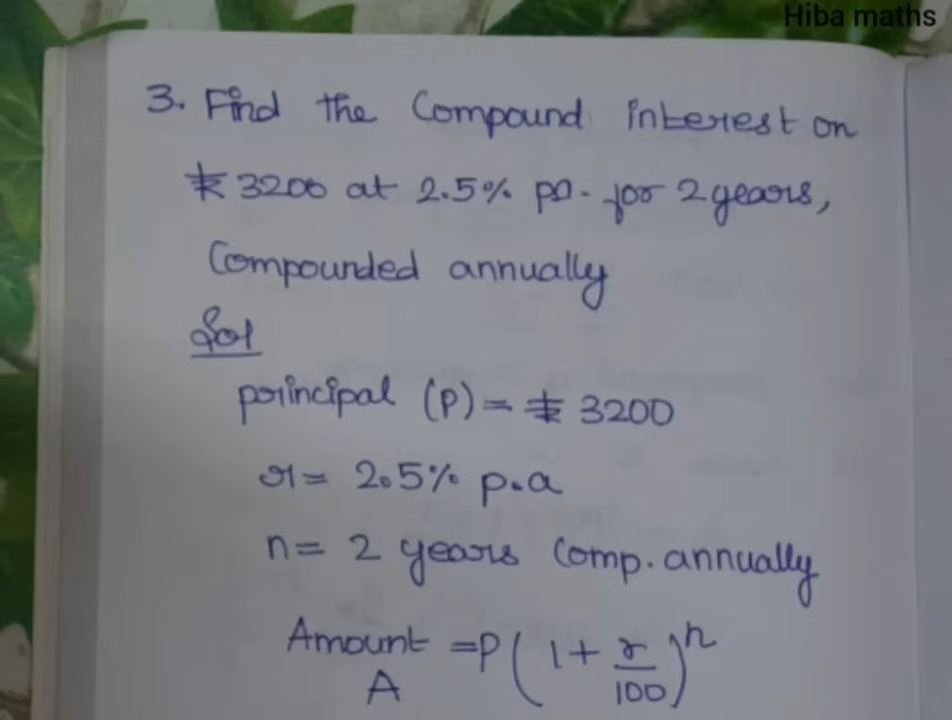 Hiba maths
3. Find the Compound interest on
₹ 3200 at 2.5% pa. for 2 years,
Compounded annually
Sol
principal (P) = ₹ 3200
r = 2.5% p.a
n = 2 years Comp. annually
Amount = P ( 1 + r/100 )^n
A